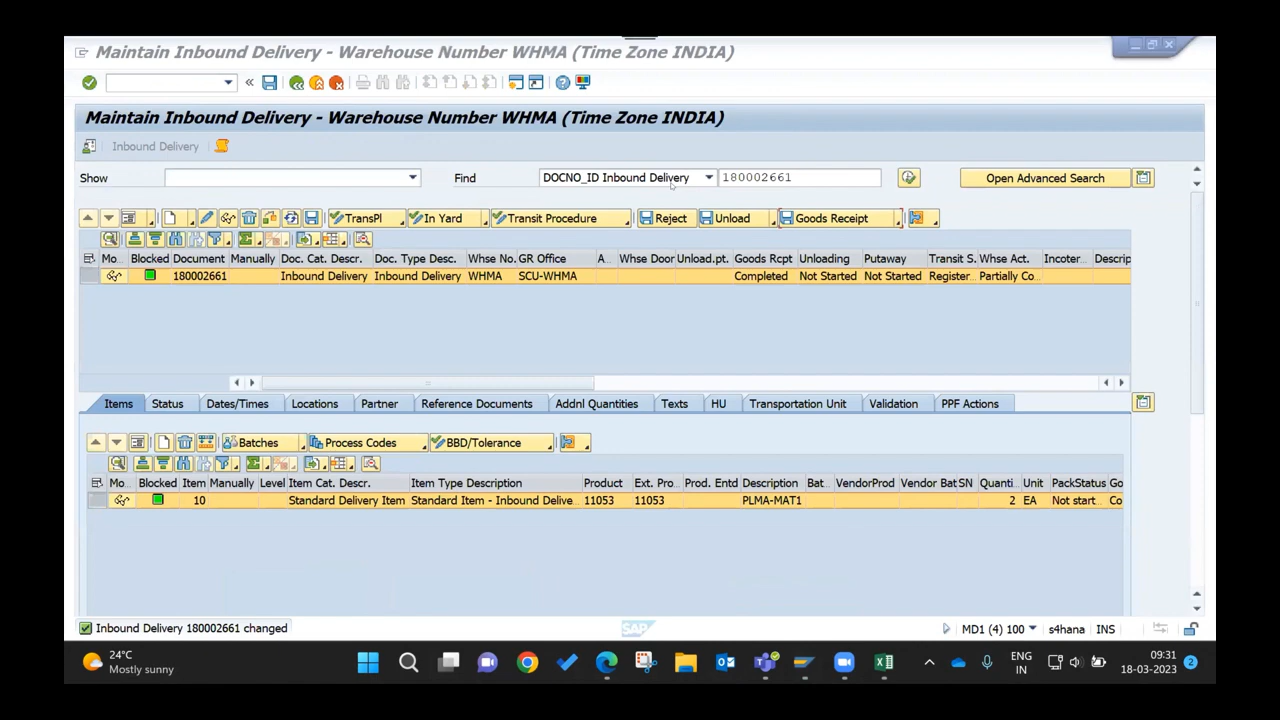 Maintain Inbound Delivery - Warehouse Number WHMA (Time Zone INDIA)
Maintain Inbound Delivery - Warehouse Number WHMA (Time Zone INDIA)
Inbound Delivery
Show Find DOCNO_ID Inbound Delivery 180002661 Open Advanced Search
TransPl In Yard Transit Procedure Reject Unload Goods Receipt
Mo... Blocked Document Manually Doc. Cat. Descr. Doc. Type Desc. Whse No. GR Office A... Whse Door Unload.pt. Goods Rcpt Unloading Putaway Transit S. Whse Act. Incoter... Descrip
180002661 Inbound Delivery Inbound Delivery WHMA SCU-WHMA Completed Not Started Not Started Register... Partially Co...
Items Status Dates/Times Locations Partner Reference Documents Addnl Quantities Texts HU Transportation Unit Validation PPF Actions
Batches Process Codes BBD/Tolerance
Mo... Blocked Item Manually Level Item Cat. Descr. Item Type Description Product Ext. Pro... Prod. Entd Description Bat... VendorProd Vendor Bat SN Quanti... Unit PackStatus Go
10 Standard Delivery Item Standard Item - Inbound Delive... 11053 11053 PLMA-MAT1 2 EA Not start... Co
Inbound Delivery 180002661 changed SAP MD1 (4) 100 s4hana INS
24°C
Mostly sunny
ENG
IN
09:31
18-03-2023 2